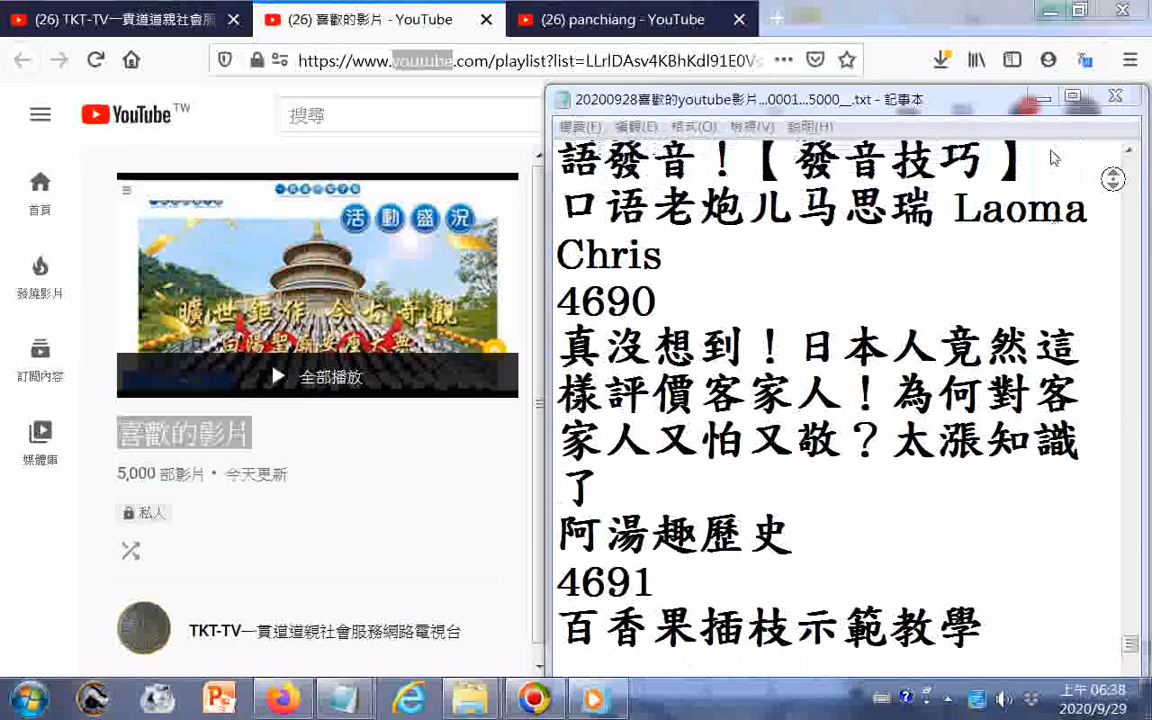 (26) TKT-TV一貫道道親社會服
(26) 喜歡的影片 - YouTube
(26) panchiang - YouTube
https://www.youtube.com/playlist?list=LLrlDAsv4KBhKdl91E0Vs
YouTube TW
搜尋
首頁
發燒影片
訂閱內容
媒體庫
活動盛況
曠世鉅作 今古奇觀
全部播放
喜歡的影片
5,000 部影片・今天更新
私人
TKT-TV一貫道道親社會服務網路電視台
20200928喜歡的youtube影片...0001...5000__.txt - 記事本
檔案(F) 編輯(E) 格式(O) 檢視(V) 說明(H)
語發音！【 發音技巧 】
口语老炮儿马思瑞 Laoma
Chris
4690
真沒想到！日本人竟然這
樣評價客家人！為何對客
家人又怕又敬？太漲知識
了
阿湯趣歷史
4691
百香果插枝示範教學
上午 06:38
2020/9/29